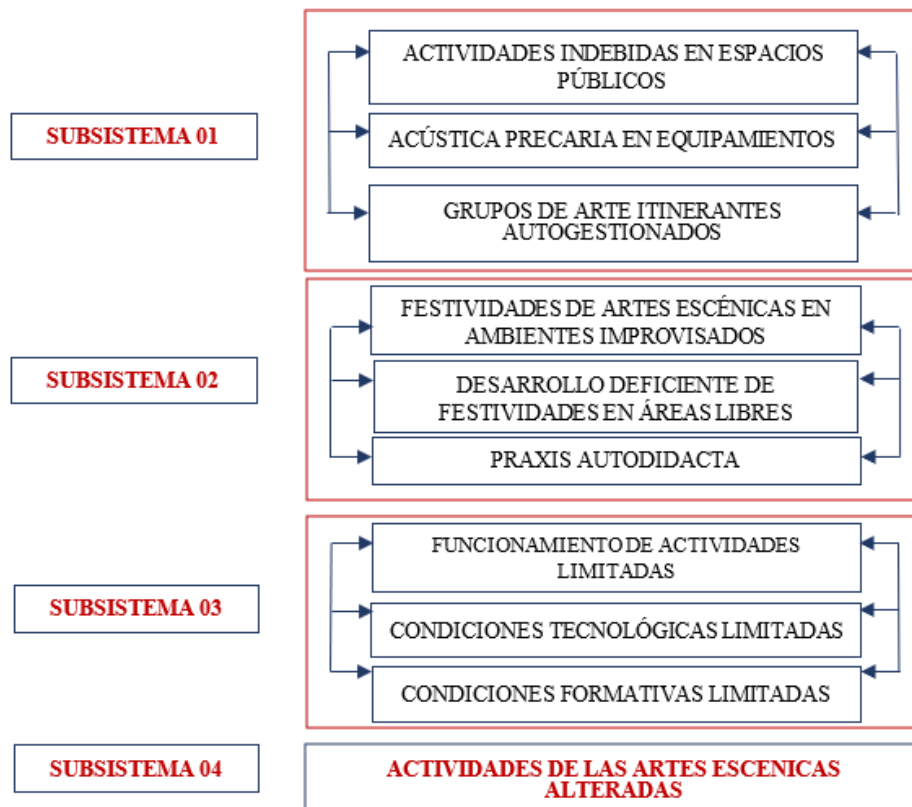 SUBSISTEMA 01
ACTIVIDADES INDEBIDAS EN ESPACIOS
PÚBLICOS
ACÚSTICA PRECARIA EN EQUIPAMIENTOS
GRUPOS DE ARTE ITINERANTES
AUTOGESTIONADOS
SUBSISTEMA 02
FESTIVIDADES DE ARTES ESCÉNICAS EN
AMBIENTES IMPROVISADOS
DESARROLLO DEFICIENTE DE
FESTIVIDADES EN ÁREAS LIBRES
PRAXIS AUTODIDACTA
SUBSISTEMA 03
FUNCIONAMIENTO DE ACTIVIDADES
LIMITADAS
CONDICIONES TECNOLÓGICAS LIMITADAS
CONDICIONES FORMATIVAS LIMITADAS
SUBSISTEMA 04
ACTIVIDADES DE LAS ARTES ESCENICAS
ALTERADAS